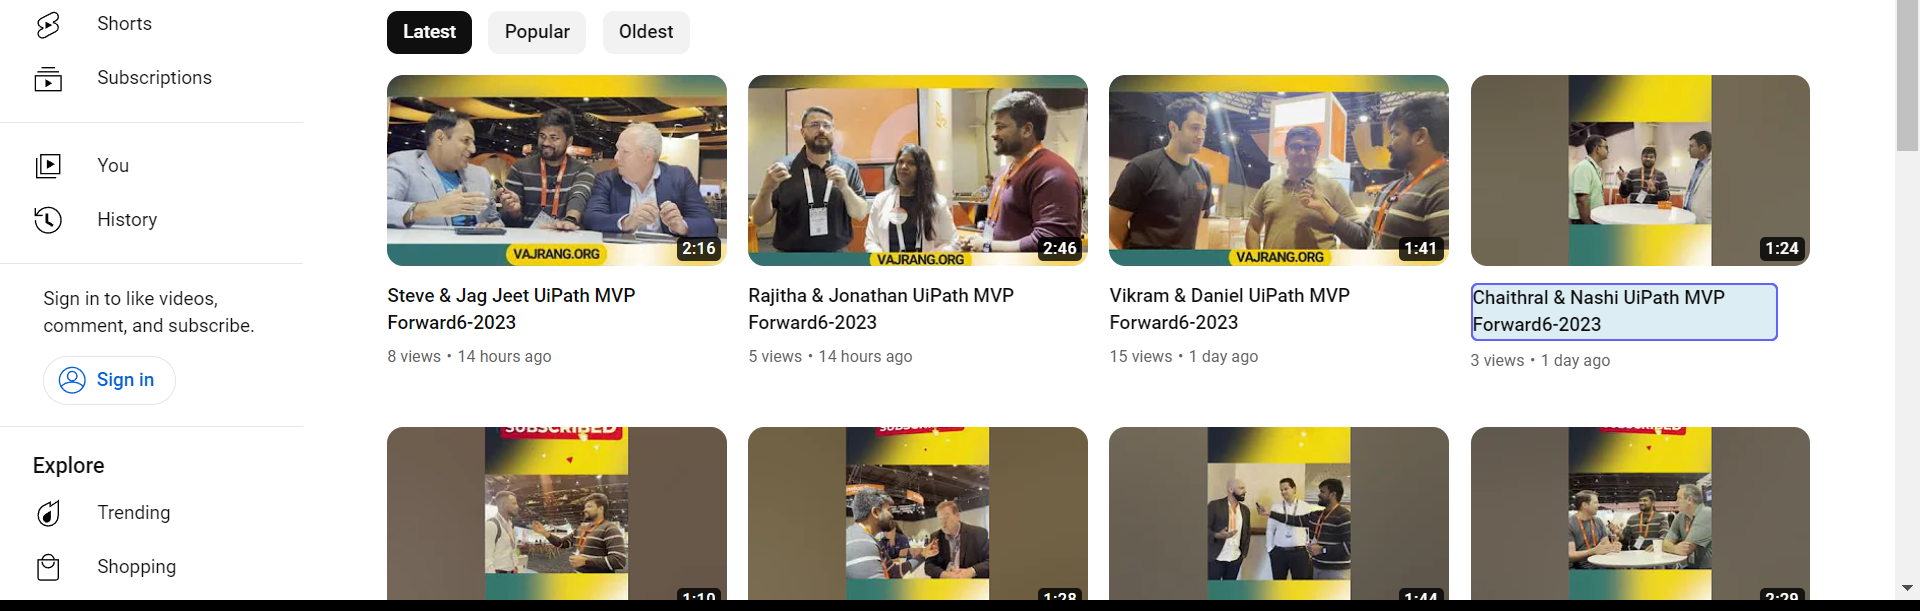 Shorts
Subscriptions
You
History
Sign in to like videos,
comment, and subscribe.
Sign in
Explore
Trending
Shopping
Latest
Popular
Oldest
VAJRANG.ORG
2:16
VAJRANG.ORG
2:46
VAJRANG.ORG
1:41
1:24
Steve & Jag Jeet UiPath MVP
Forward6-2023
8 views • 14 hours ago
Rajitha & Jonathan UiPath MVP
Forward6-2023
5 views • 14 hours ago
Vikram & Daniel UiPath MVP
Forward6-2023
15 views • 1 day ago
Chaithral & Nashi UiPath MVP
Forward6-2023
3 views • 1 day ago
SUBSCRIBED
1:10
1:28
1:44
2:29